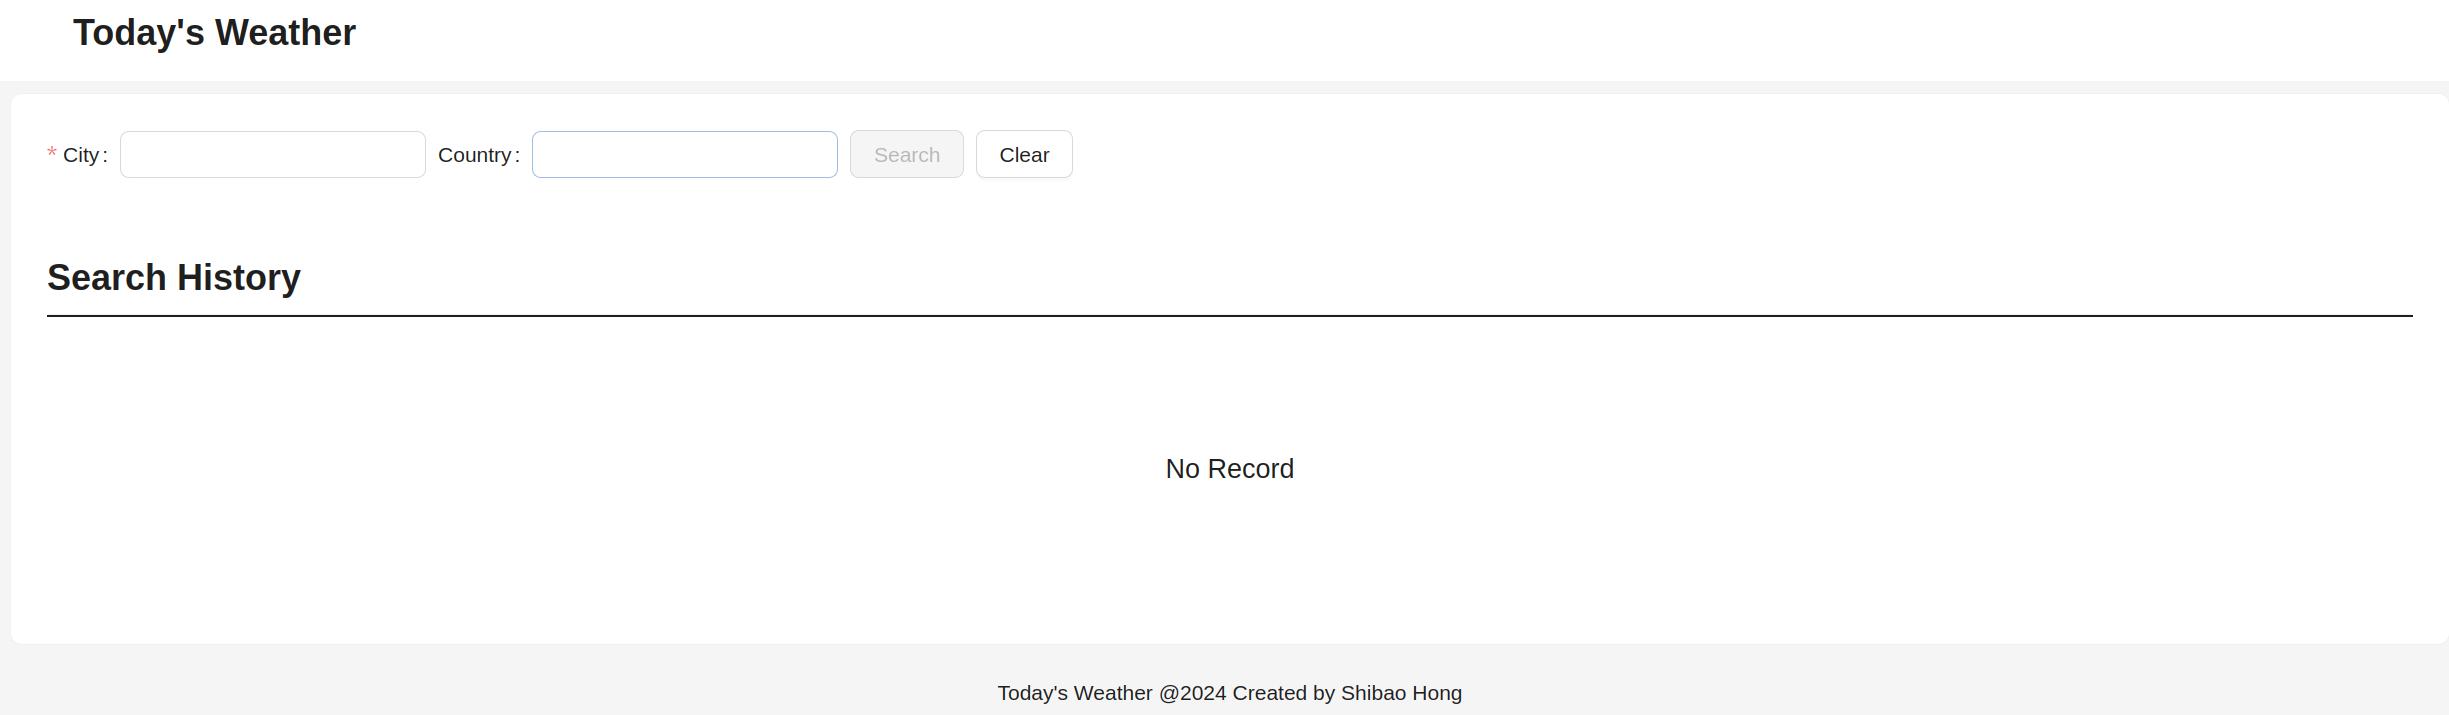 Today's Weather
* City : Country : Search Clear
Search History
No Record
Today's Weather @2024 Created by Shibao Hong